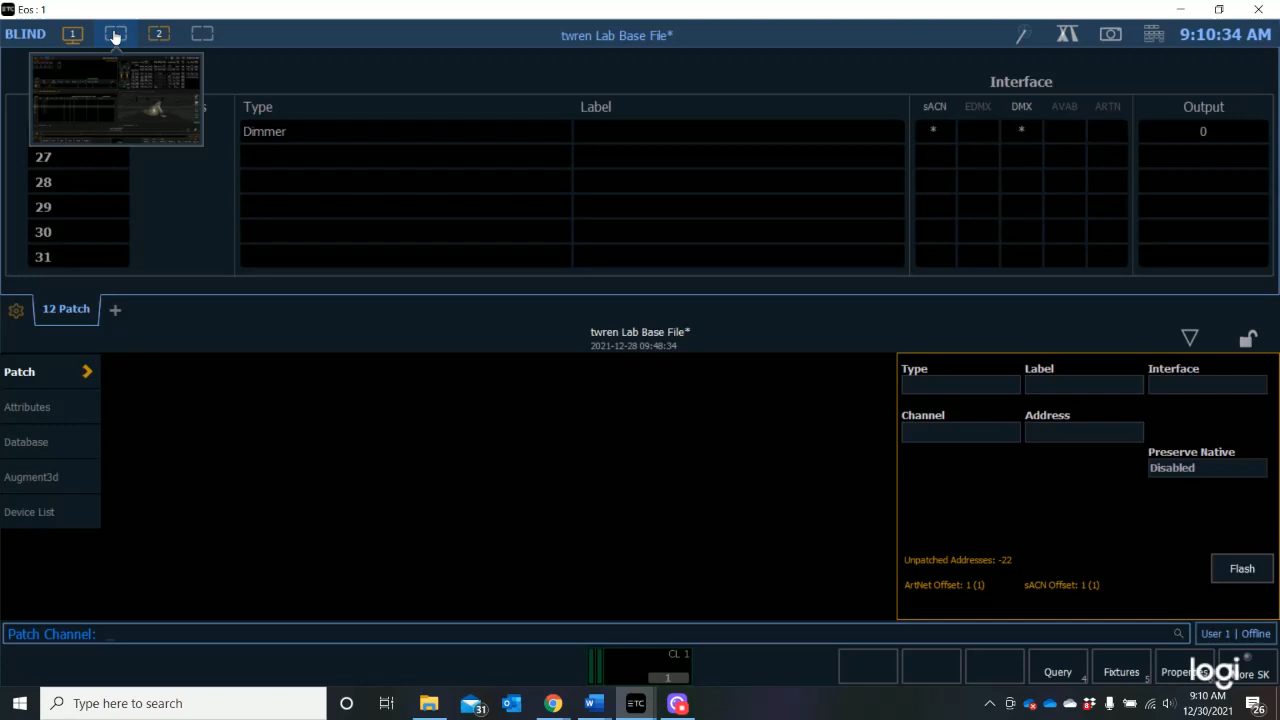 ETC Eos : 1
BLIND 1 2 twren Lab Base File* 9:10:34 AM
Interface
Type Label sACN EDMX DMX AVAB ARTN Output
Dimmer * * 0
27
28
29
30
31
12 Patch +
twren Lab Base File*
2021-12-28 09:48:34
Patch
Attributes
Database
Augment3d
Device List
Type Label Interface
Channel Address
Preserve Native
Disabled
Unpatched Addresses: -22
ArtNet Offset: 1 (1) sACN Offset: 1 (1)
Flash
Patch Channel: _
User 1 | Offline
CL 1
1
Query 4 Fixtures 5
logi
Type here to search
31
ETC
9:10 AM
12/30/2021
26